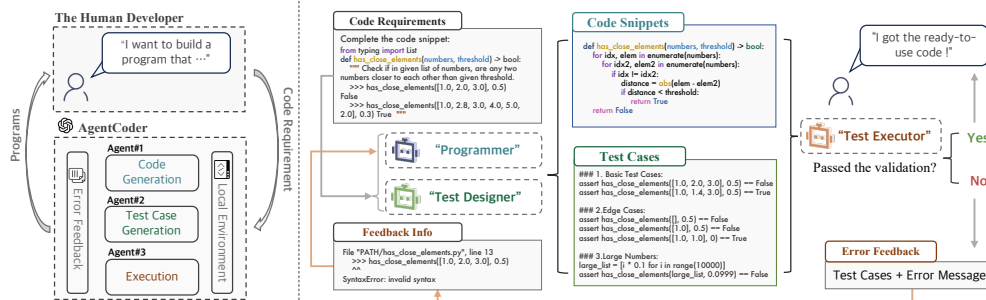 The Human Developer
"I want to build a
program that ···"
Programs
Code Requirement
AgentCoder
Agent#1
Code
Generation
Agent#2
Test Case
Generation
Agent#3
Execution
Error Feedback
Local Environment
Code Requirements
Complete the code snippet:
from typing import List
def has_close_elements(numbers, threshold) -> bool:
""" Check if in given list of numbers, are any two
numbers closer to each other than given threshold.
>>> has_close_elements([1.0, 2.0, 3.0], 0.5)
False
>>> has_close_elements([1.0, 2.8, 3.0, 4.0, 5.0,
2.0], 0.3) True """
"Programmer"
"Test Designer"
Feedback Info
File "PATH/has_close_elements.py", line 13
>>> has_close_elements([1.0, 2.0, 3.0], 0.5)
^^
SyntaxError: invalid syntax
Code Snippets
def has_close_elements(numbers, threshold) -> bool:
for idx, elem in enumerate(numbers):
for idx2, elem2 in enumerate(numbers):
if idx != idx2:
distance = abs(elem - elem2)
if distance < threshold:
return True
return False
Test Cases
### 1. Basic Test Cases:
assert has_close_elements([1.0, 2.0, 3.0], 0.5) == False
assert has_close_elements([1.0, 1.4, 3.0], 0.5) == True
### 2.Edge Cases:
assert has_close_elements([], 0.5) == False
assert has_close_elements([1.0], 0.5) == False
assert has_close_elements([1.0, 1.0], 0) == True
### 3.Large Numbers:
large_list = [i * 0.1 for i in range(10000)]
assert has_close_elements(large_list, 0.0999) == False
"I got the ready-to-
use code !"
"Test Executor"
Passed the validation?
Yes
No
Error Feedback
Test Cases + Error Message